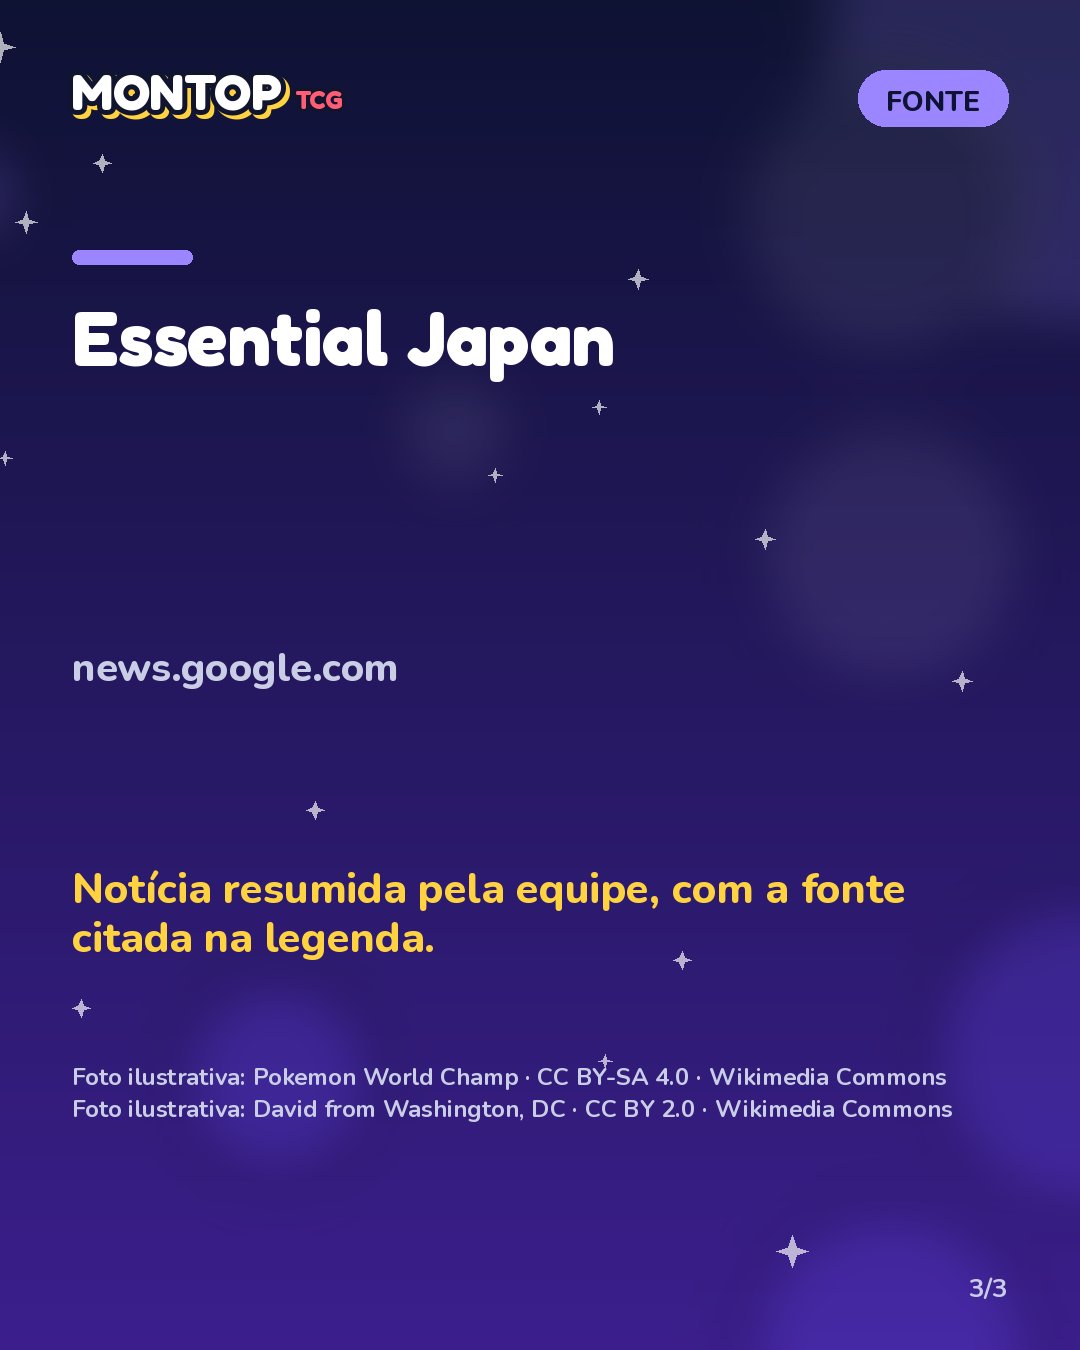 MONTOP TCG
FONTE
Essential Japan
news.google.com
Notícia resumida pela equipe, com a fonte
citada na legenda.
Foto ilustrativa: Pokemon World Champ · CC BY-SA 4.0 · Wikimedia Commons
Foto ilustrativa: David from Washington, DC · CC BY 2.0 · Wikimedia Commons
3/3